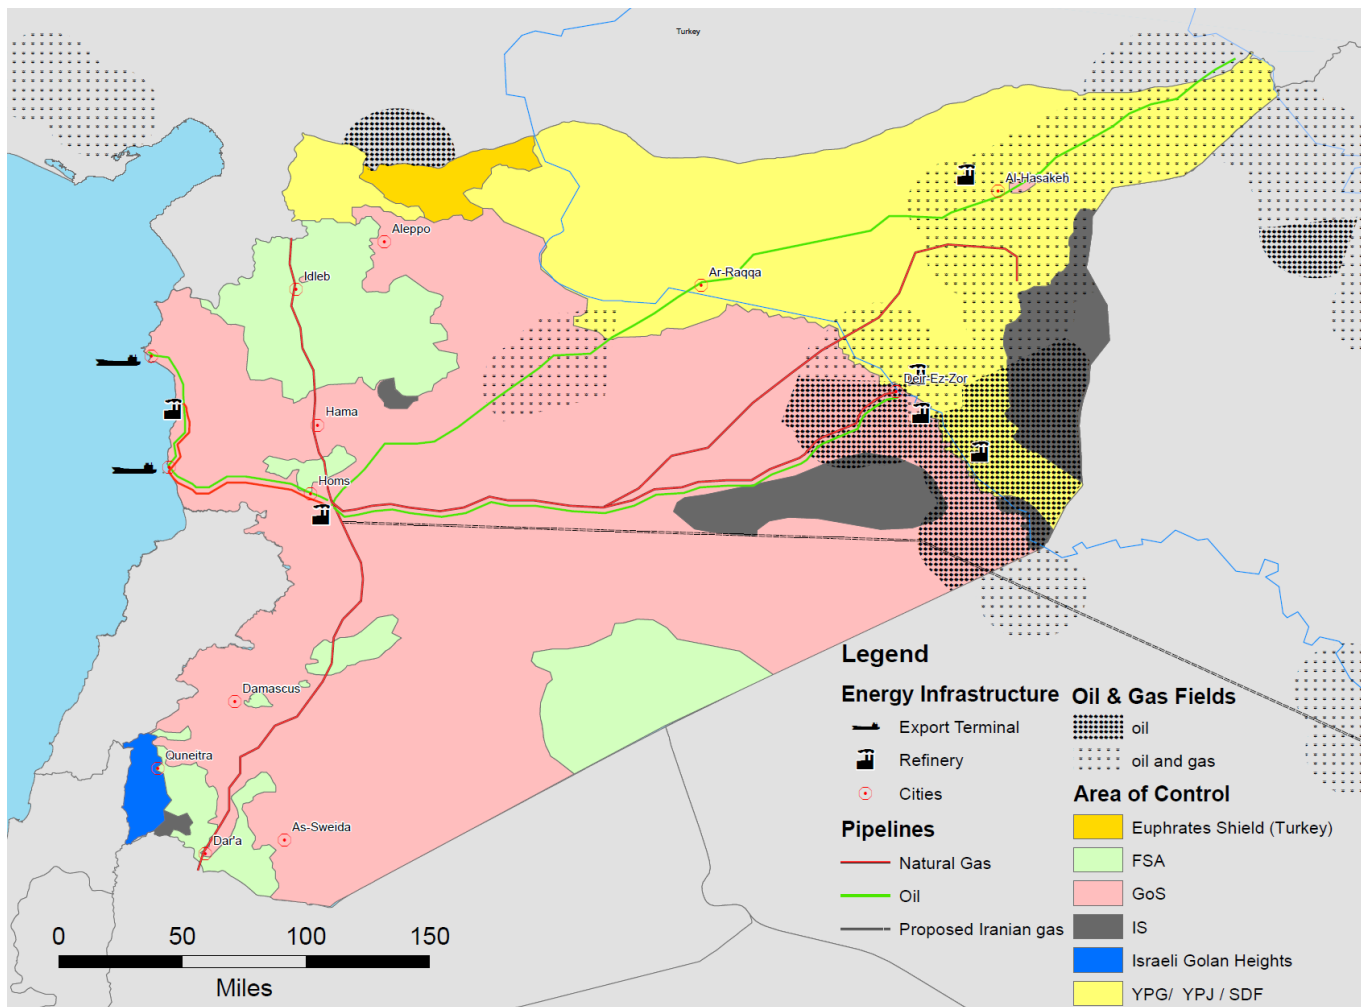 Turkey
Al-Hasakeh
Aleppo
Idleb
Ar-Raqqa
Deir-Ez-Zor
Hama
Homs
Damascus
Quneitra
As-Sweida
Dar'a
0 50 100 150
Miles
Legend
Energy Infrastructure
Export Terminal
Refinery
Cities
Pipelines
Natural Gas
Oil
Proposed Iranian gas
Oil & Gas Fields
oil
oil and gas
Area of Control
Euphrates Shield (Turkey)
FSA
GoS
IS
Israeli Golan Heights
YPG/ YPJ / SDF